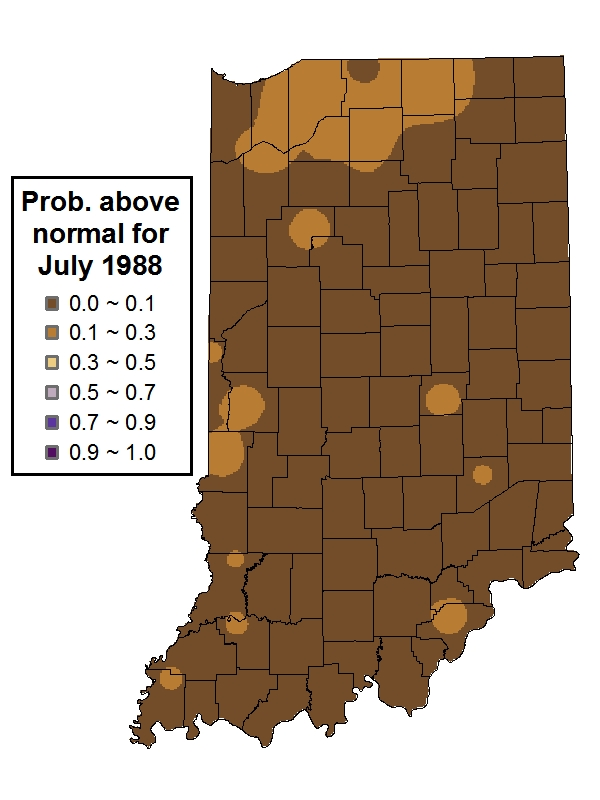 Prob. above
normal for
July 1988
0.0 ~ 0.1
0.1 ~ 0.3
0.3 ~ 0.5
0.5 ~ 0.7
0.7 ~ 0.9
0.9 ~ 1.0